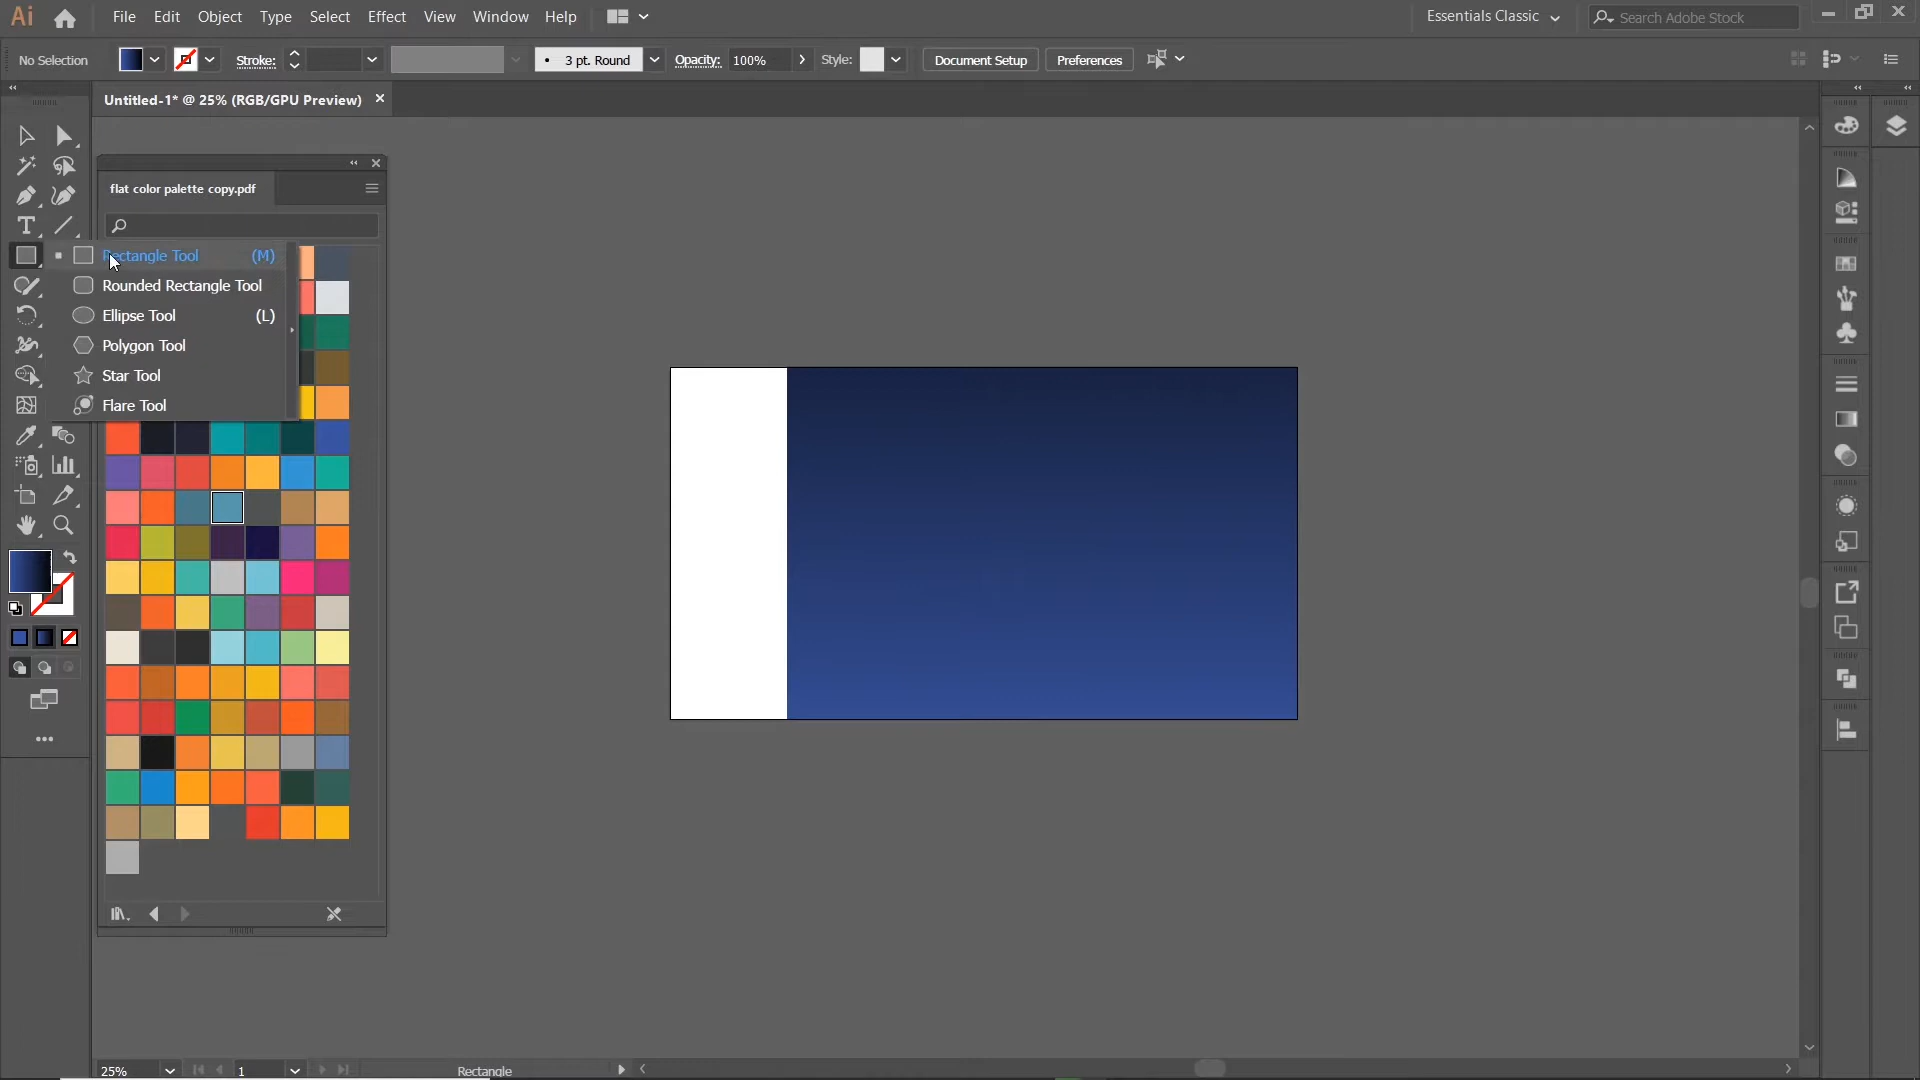 Ai File Edit Object Type Select Effect View Window Help Essentials Classic Search Adobe Stock
No Selection Stroke: • 3 pt. Round Opacity: 100% Style: Document Setup Preferences
Untitled-1* @ 25% (RGB/GPU Preview)
flat color palette copy.pdf
Rectangle Tool (M)
Rounded Rectangle Tool
Ellipse Tool (L)
Polygon Tool
Star Tool
Flare Tool
25% 1 Rectangle